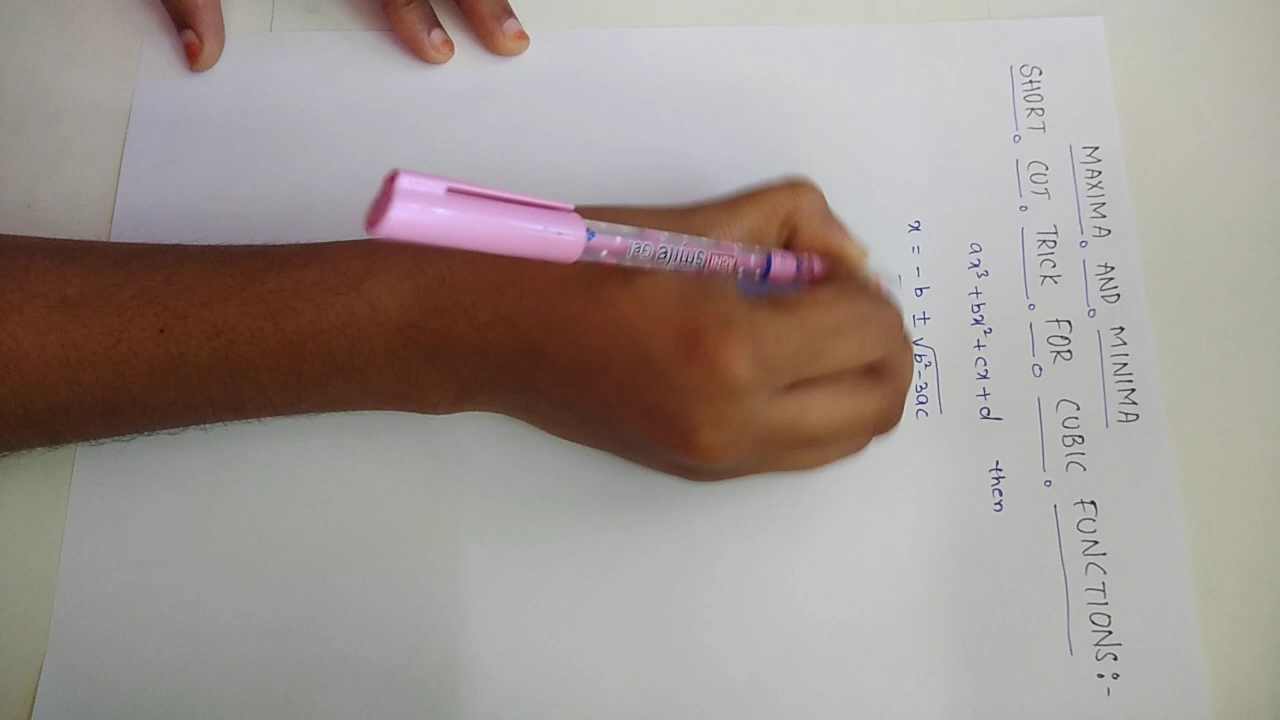 MAXIMA AND MINIMA
SHORT CUT TRICK FOR CUBIC FUNCTIONS:-
ax³+bx²+cx+d then
x = -b ± √b²-3ac
smile Gel